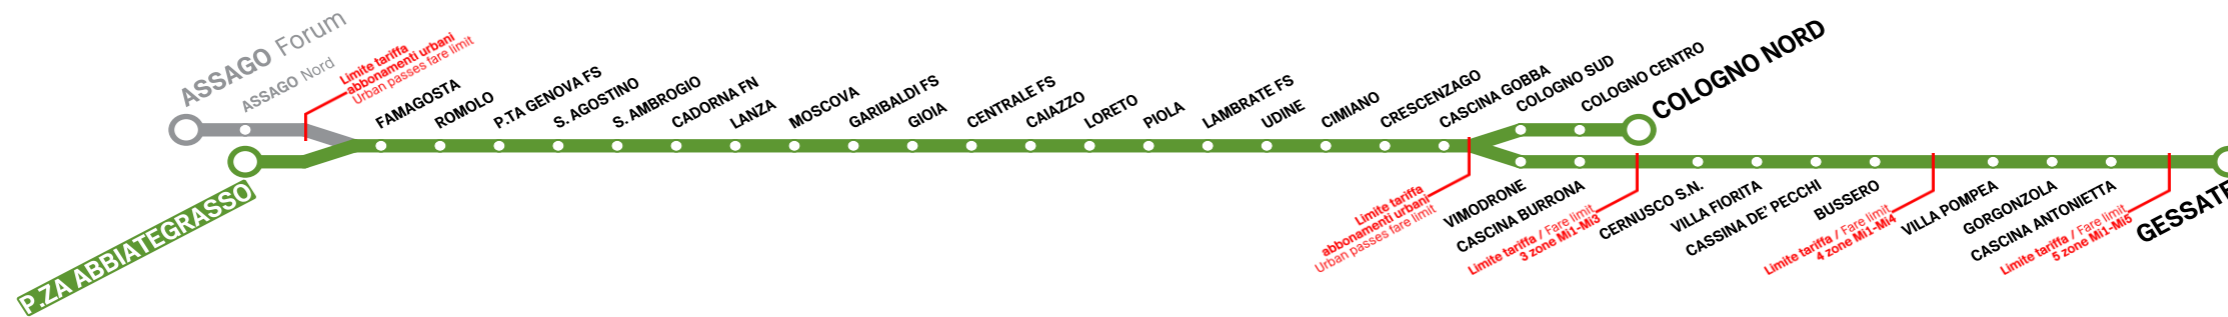 ASSAGO Forum
ASSAGO Nord
Limite tariffa
abbonamenti urbani
Urban passes fare limit
P.ZA ABBIATEGRASSO
FAMAGOSTA
ROMOLO
P.TA GENOVA FS
S. AGOSTINO
S. AMBROGIO
CADORNA FN
LANZA
MOSCOVA
GARIBALDI FS
GIOIA
CENTRALE FS
CAIAZZO
LORETO
PIOLA
LAMBRATE FS
UDINE
CIMIANO
CRESCENZAGO
CASCINA GOBBA
COLOGNO SUD
COLOGNO CENTRO
COLOGNO NORD
Limite tariffa
abbonamenti urbani
Urban passes fare limit
VIMODRONE
CASCINA BURRONA
Limite tariffa / Fare limit
3 zone Mi1-Mi3
CERNUSCO S.N.
VILLA FIORITA
CASSINA DE' PECCHI
BUSSERO
Limite tariffa / Fare limit
4 zone Mi1-Mi4
VILLA POMPEA
GORGONZOLA
CASCINA ANTONIETTA
Limite tariffa / Fare limit
5 zone Mi1-Mi5
GESSATE